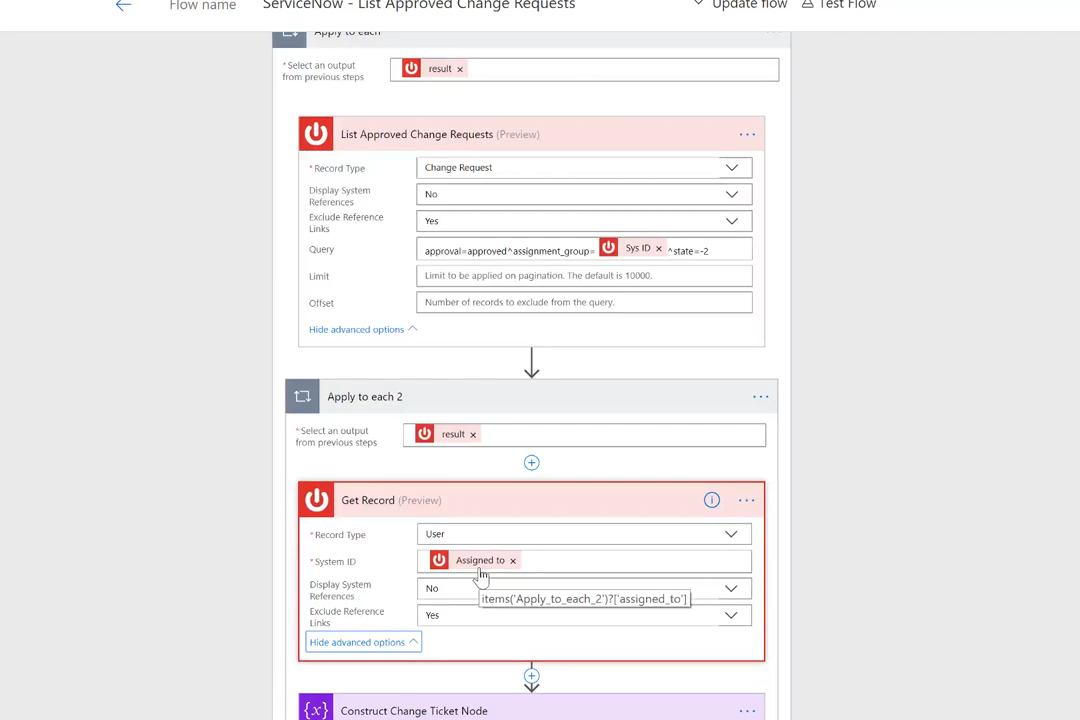 Flow name
ServiceNow - List Approved Change Requests
Update flow
Test Flow
Apply to each
* Select an output
from previous steps
result ×
List Approved Change Requests (Preview)
* Record Type
Change Request
Display System
References
No
Exclude Reference
Links
Yes
Query
approval=approved^assignment_group= Sys ID × ^state=-2
Limit
Limit to be applied on pagination. The default is 10000.
Offset
Number of records to exclude from the query.
Hide advanced options
Apply to each 2
* Select an output
from previous steps
result ×
Get Record (Preview)
* Record Type
User
* System ID
Assigned to ×
Display System
References
No
items('Apply_to_each_2')?['assigned_to']
Exclude Reference
Links
Yes
Hide advanced options
{x} Construct Change Ticket Node